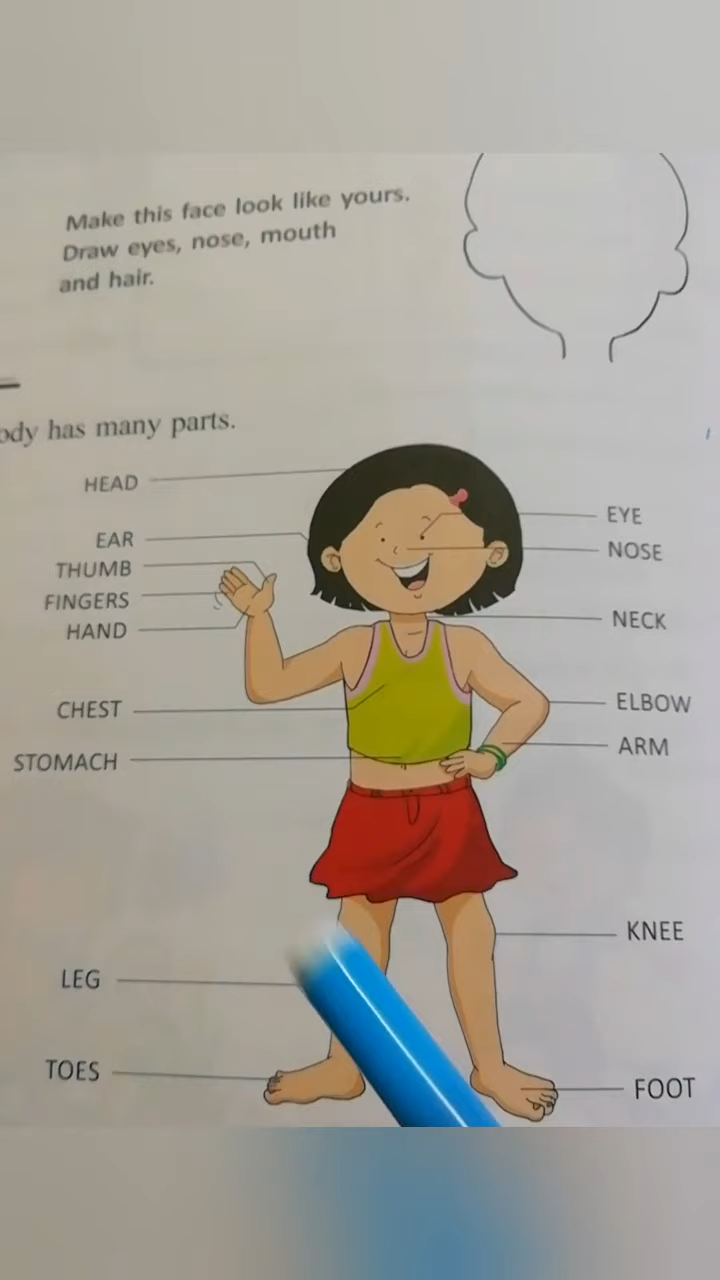 Make this face look like yours.
Draw eyes, nose, mouth
and hair.
ody has many parts.
HEAD
EYE
EAR
NOSE
THUMB
FINGERS
HAND
NECK
CHEST
ELBOW
ARM
STOMACH
KNEE
LEG
TOES
FOOT